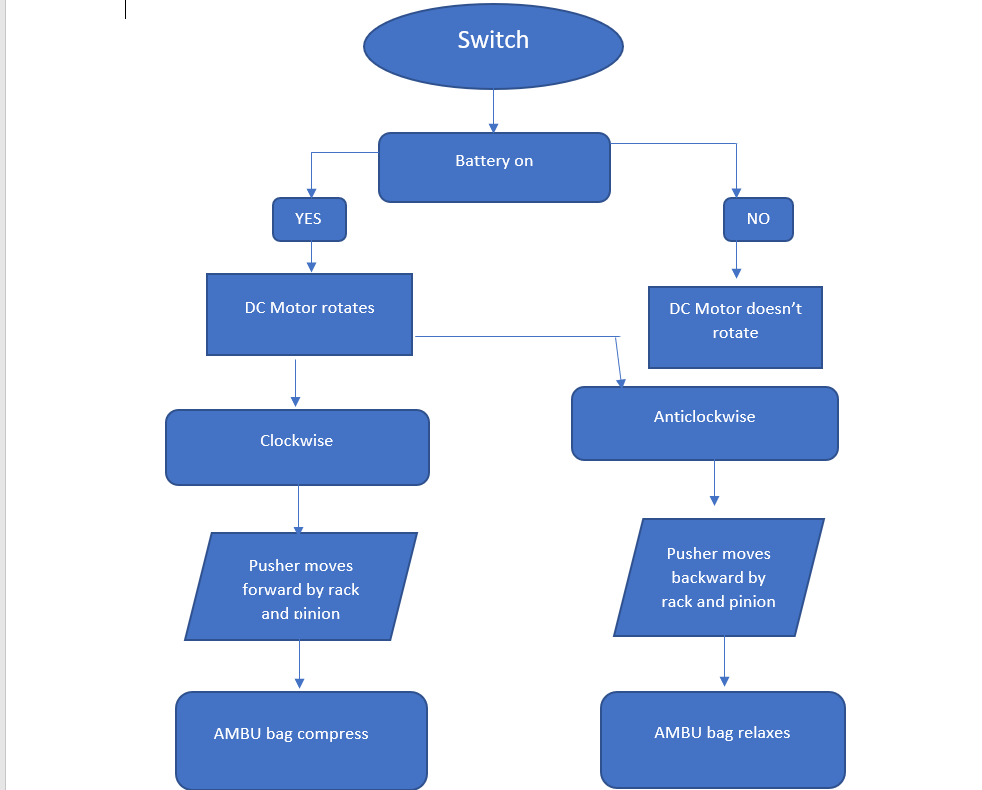 Switch
Battery on
YES
NO
DC Motor rotates
DC Motor doesn't
rotate
Clockwise
Anticlockwise
Pusher moves
forward by rack
and pinion
Pusher moves
backward by
rack and pinion
AMBU bag compress
AMBU bag relaxes